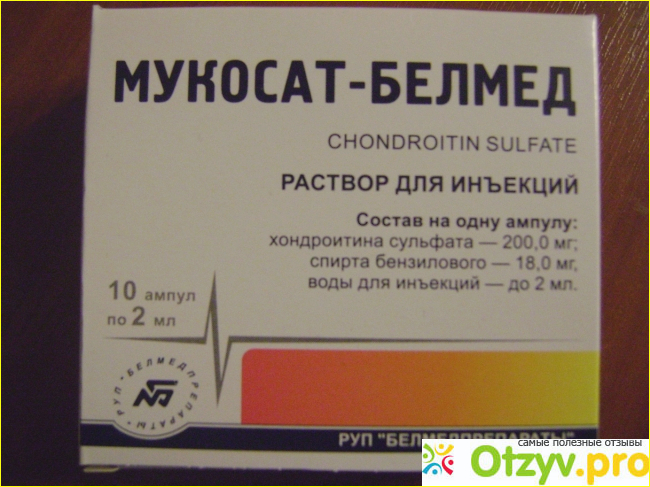 МУКОСАТ-БЕЛМЕД
CHONDROITIN SULFATE
РАСТВОР ДЛЯ ИНЪЕКЦИЙ
Состав на одну ампулу:
хондроитина сульфата — 200,0 мг;
спирта бензилового — 18,0 мг,
воды для инъекций — до 2 мл.
10 ампул
по 2 мл
РУП "БЕЛМЕДПРЕПАРАТЫ"
РУП "БЕЛМЕДПРЕПАРАТЫ"
самые полезные отзывы
Otzyv.pro